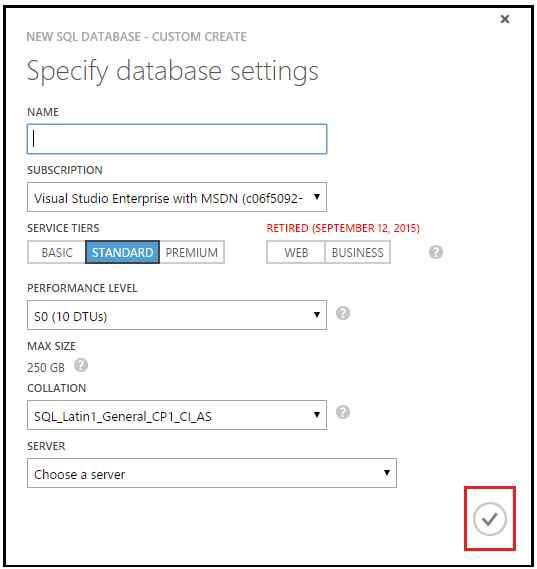 NEW SQL DATABASE - CUSTOM CREATE
Specify database settings
NAME
SUBSCRIPTION
Visual Studio Enterprise with MSDN (c06f5092-
SERVICE TIERS RETIRED (SEPTEMBER 12, 2015)
BASIC STANDARD PREMIUM WEB BUSINESS ?
PERFORMANCE LEVEL
S0 (10 DTUs) ?
MAX SIZE
250 GB ?
COLLATION
SQL_Latin1_General_CP1_CI_AS ?
SERVER
Choose a server